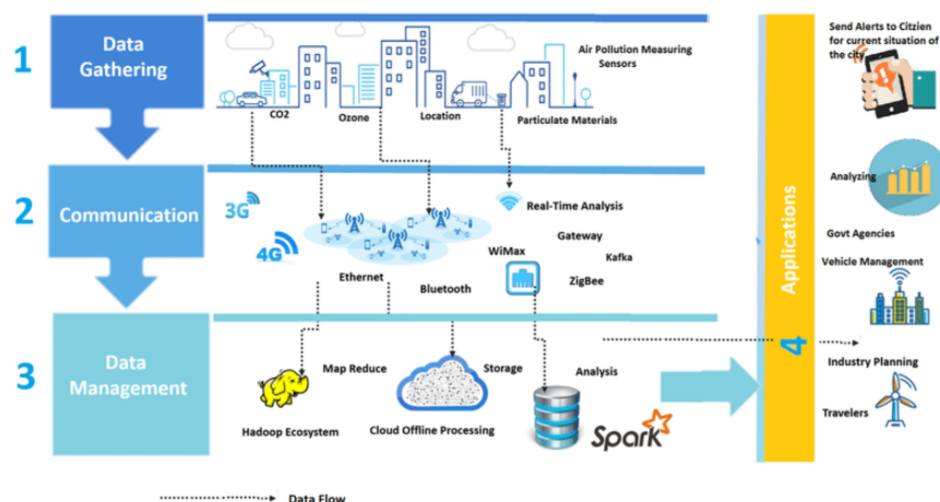 1
Data
Gathering
Air Pollution Measuring
Sensors
CO2
Ozone
Location
Particulate Materials
2
Communication
3G
4G
Real-Time Analysis
Gateway
WiMax
Kafka
Ethernet
Bluetooth
ZigBee
3
Data
Management
Map Reduce
Storage
Analysis
Hadoop Ecosystem
Cloud Offline Processing
Spark
Data Flow
Applications
4
Send Alerts to Citzien
for current situation of
the city
Analyzing
Govt Agencies
Vehicle Management
Industry Planning
Travelers